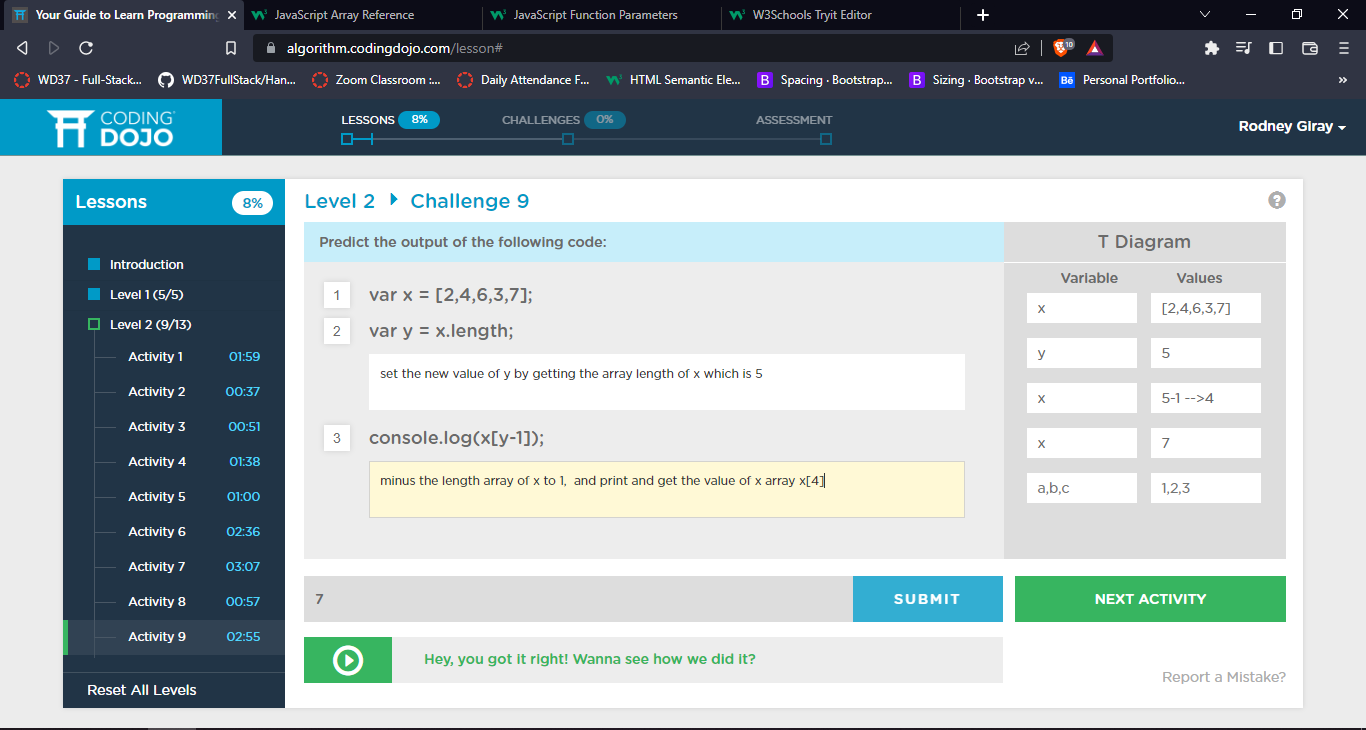 Your Guide to Learn Programming
JavaScript Array Reference
JavaScript Function Parameters
W3Schools Tryit Editor
algorithm.codingdojo.com/lesson#
10
WD37 - Full-Stack...
WD37FullStack/Han...
Zoom Classroom :...
Daily Attendance F...
HTML Semantic Ele...
B
Spacing · Bootstrap...
B
Sizing · Bootstrap v...
Bē
Personal Portfolio...
»
CODING
DOJO
LESSONS 8%
CHALLENGES 0%
ASSESSMENT
Rodney Giray
Lessons 8%
Introduction
Level 1 (5/5)
Level 2 (9/13)
Activity 1 01:59
Activity 2 00:37
Activity 3 00:51
Activity 4 01:38
Activity 5 01:00
Activity 6 02:36
Activity 7 03:07
Activity 8 00:57
Activity 9 02:55
Reset All Levels
Level 2 Challenge 9
?
Predict the output of the following code:
1 var x = [2,4,6,3,7];
2 var y = x.length;
set the new value of y by getting the array length of x which is 5
3 console.log(x[y-1]);
minus the length array of x to 1,  and print and get the value of x array x[4]
T Diagram
Variable Values
x [2,4,6,3,7]
y 5
x 5-1 -->4
x 7
a,b,c 1,2,3
7
SUBMIT
NEXT ACTIVITY
Hey, you got it right! Wanna see how we did it?
Report a Mistake?